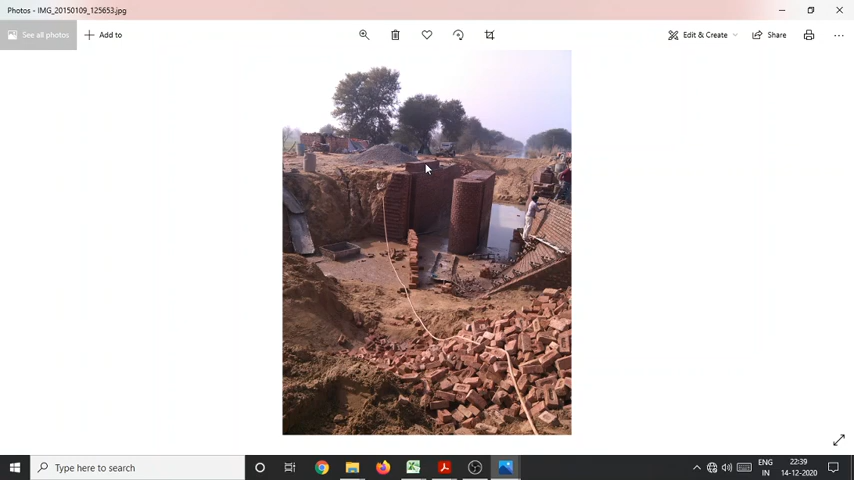 Photos - IMG_20150109_125653.jpg
See all photos
Add to
Edit & Create
Share
Type here to search
ENG
IN
22:39
14-12-2020